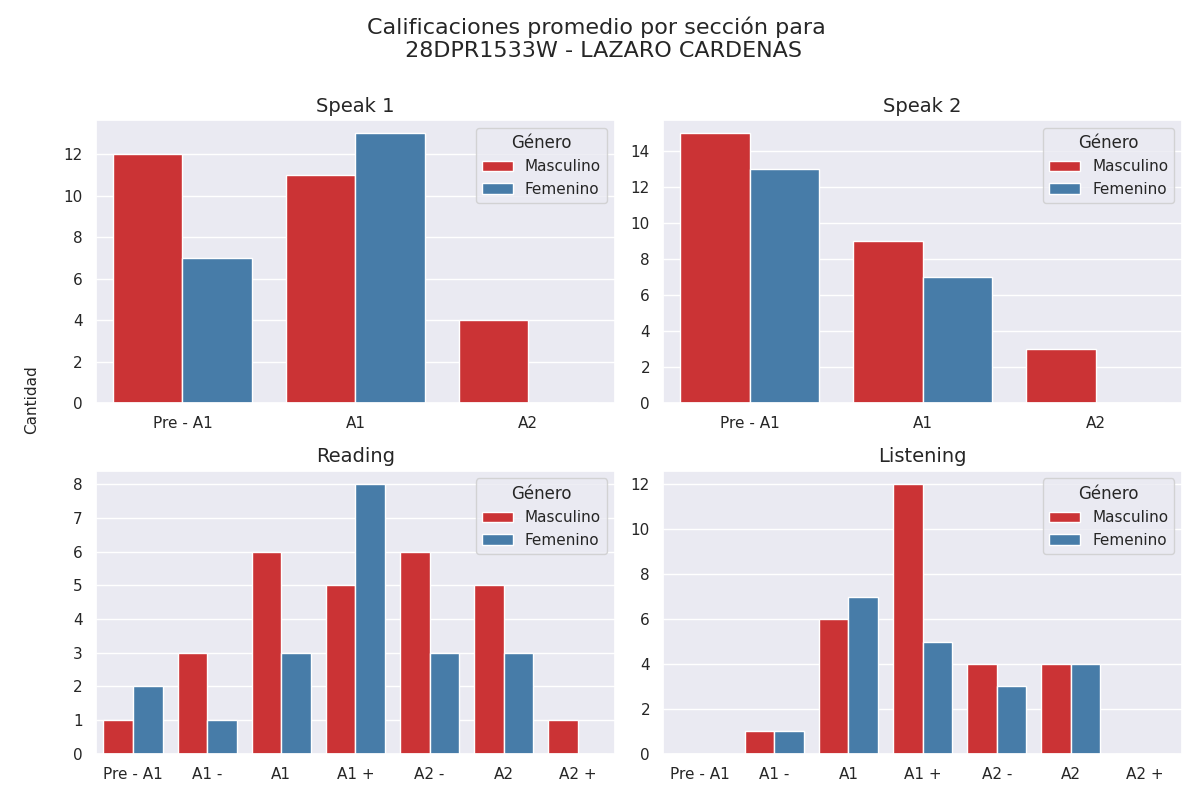 Calificaciones promedio por sección para
28DPR1533W - LAZARO CARDENAS
Cantidad
Speak 1
12
10
8
6
4
2
0
Pre - A1 A1 A2
Género
Masculino
Femenino
Speak 2
14
12
10
8
6
4
2
0
Pre - A1 A1 A2
Género
Masculino
Femenino
Reading
8
7
6
5
4
3
2
1
0
Pre - A1 A1 - A1 A1 + A2 - A2 A2 +
Género
Masculino
Femenino
Listening
12
10
8
6
4
2
0
Pre - A1 A1 - A1 A1 + A2 - A2 A2 +
Género
Masculino
Femenino